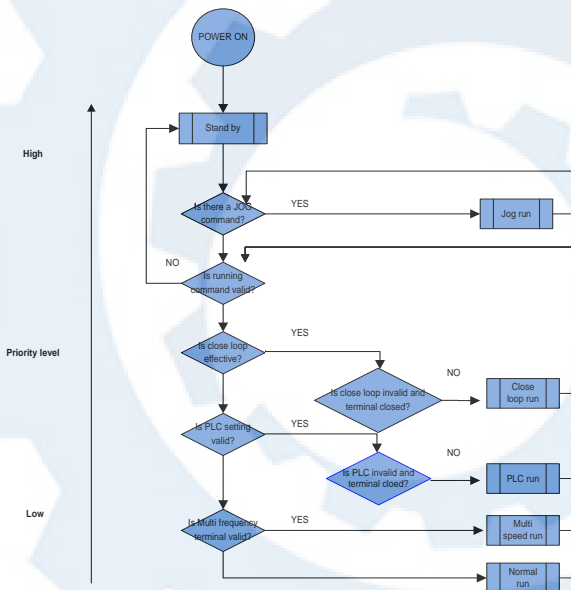 POWER ON
Stand by
High
Is there a JOG
command?
YES
Jog run
NO
Is running
command valid?
Priority level
Is close loop
effective?
YES
Is close loop invalid and
terminal closed?
NO
Close
loop run
Is PLC setting
valid?
YES
Is PLC invalid and
terminal cloed?
NO
PLC run
Low
Is Multi frequency
terminal valid?
YES
Multi
speed run
Normal
run